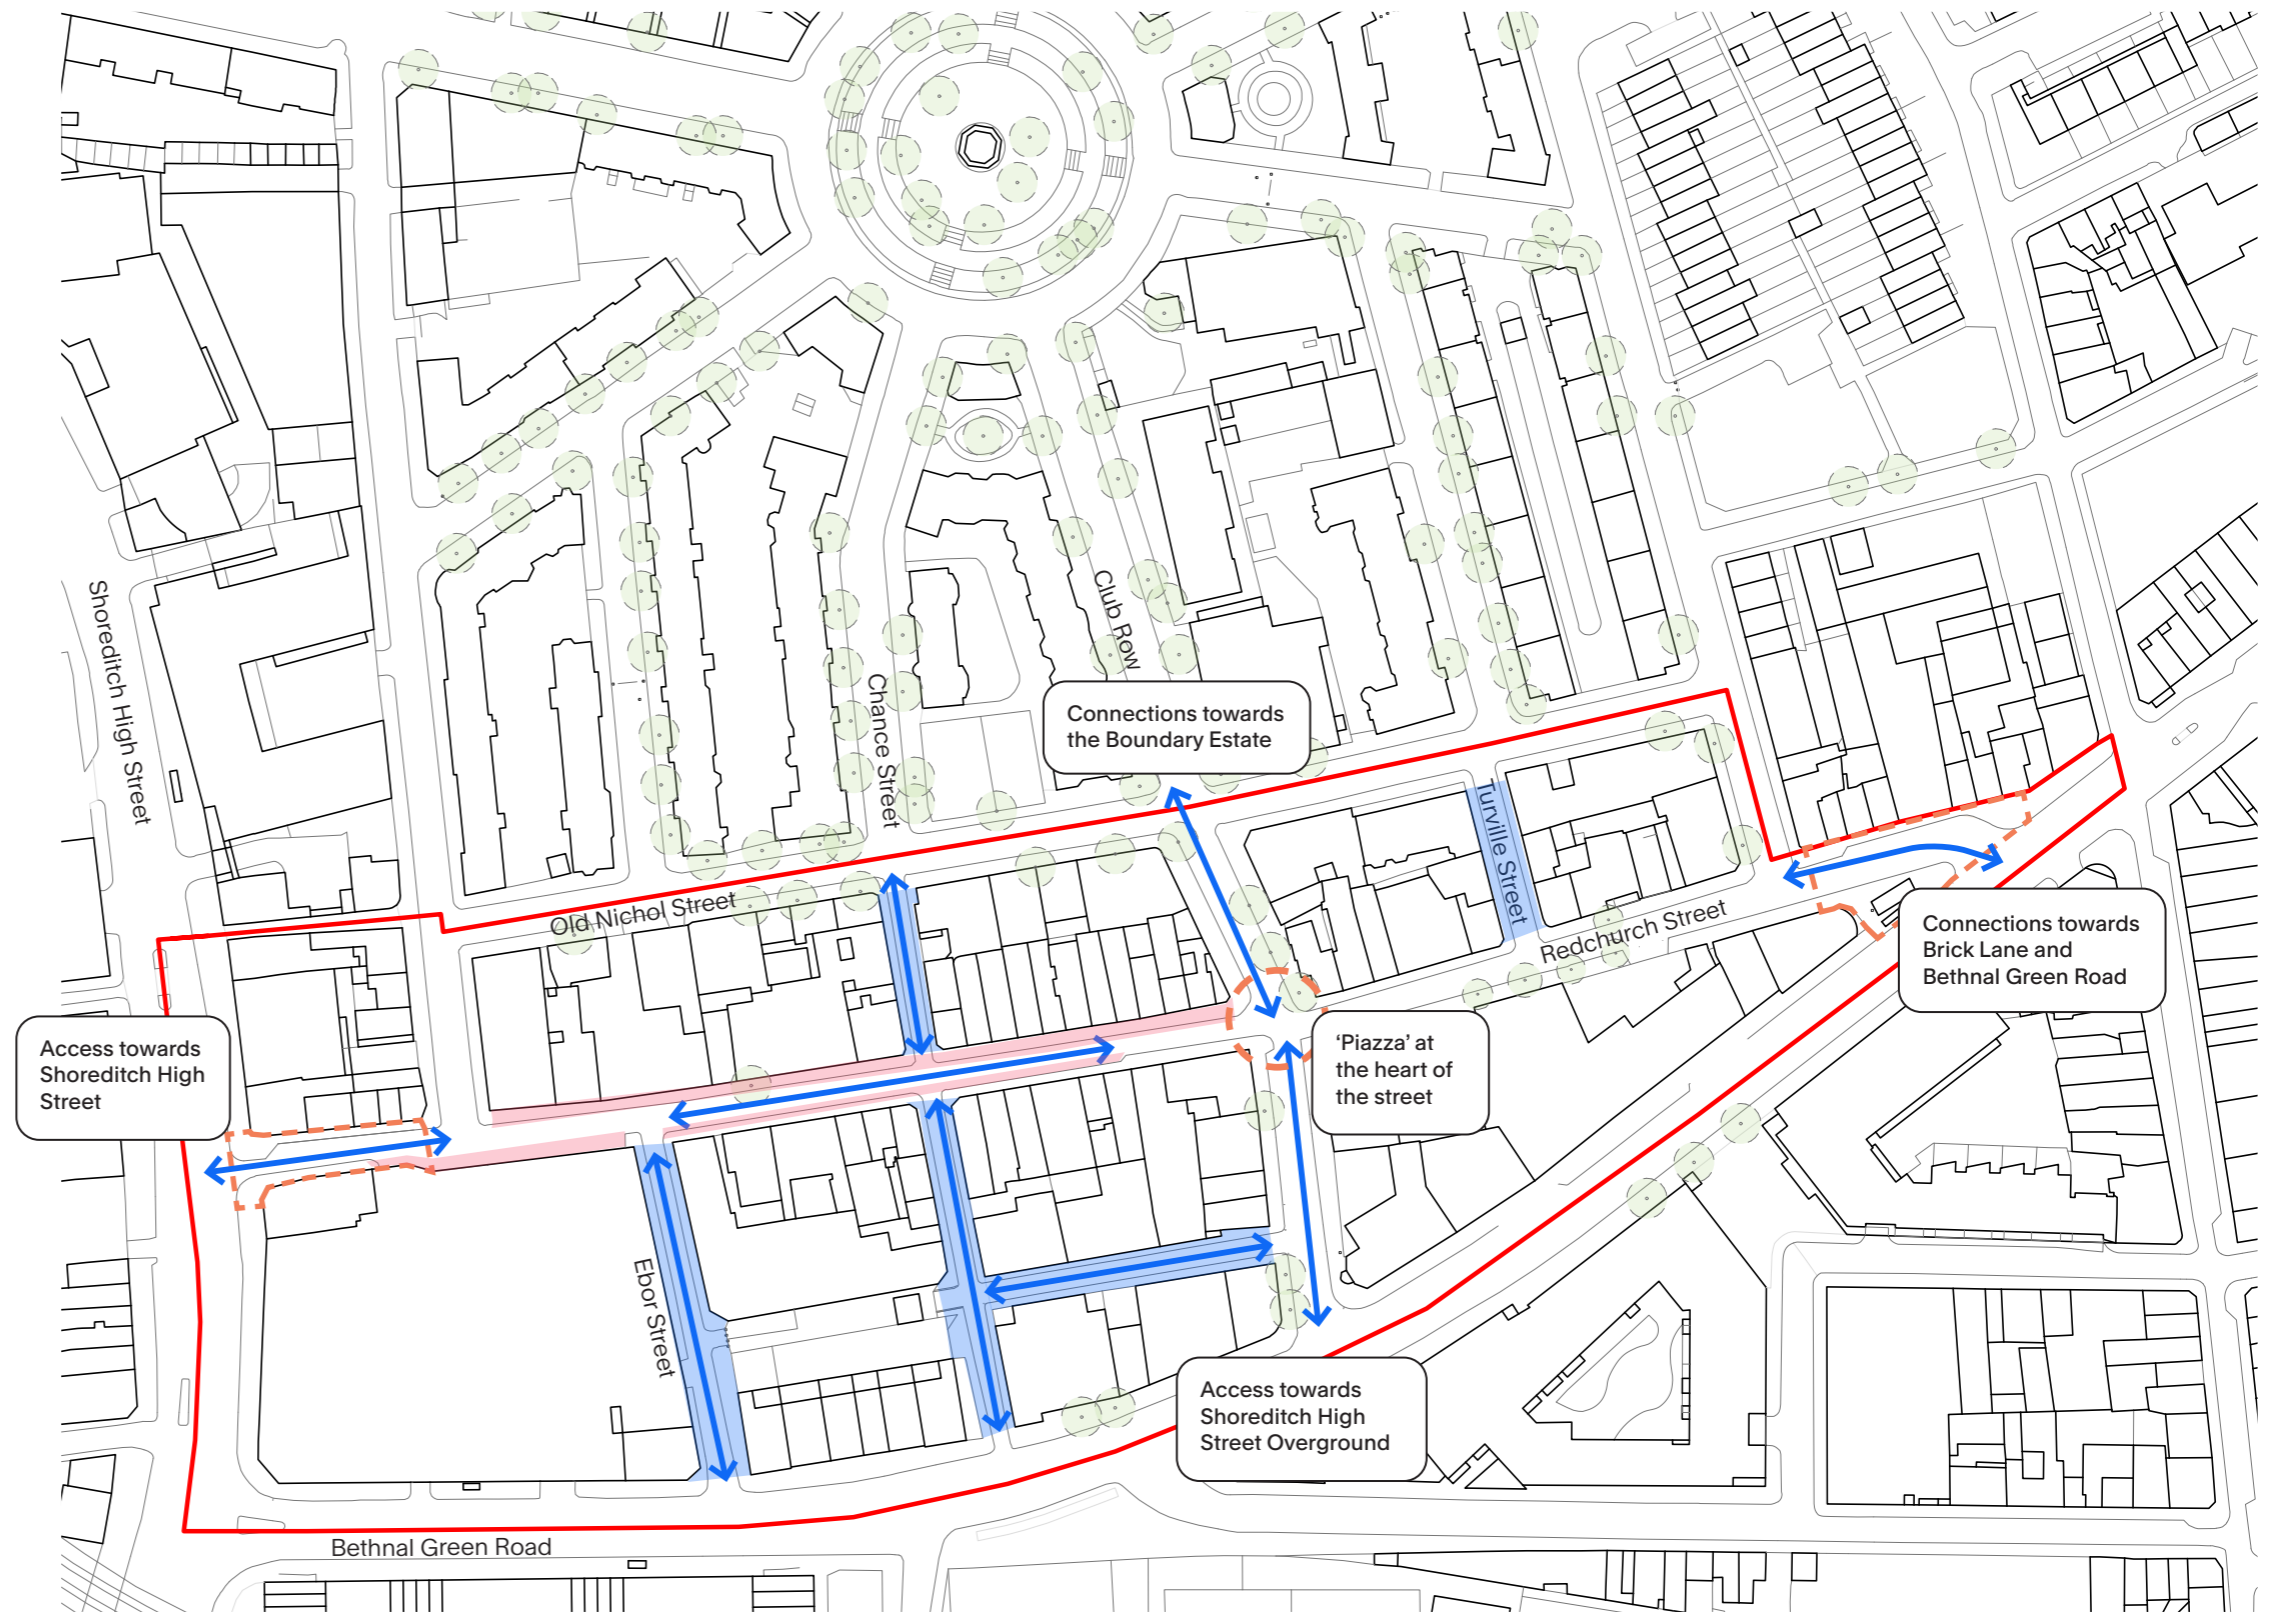 Shoreditch High Street
Club Row
Chance Street
Connections towards
the Boundary Estate
Turville Street
Old Nichol Street
Redchurch Street
Connections towards
Brick Lane and
Bethnal Green Road
Access towards
Shoreditch High
Street
‘Piazza’ at
the heart of
the street
Ebor Street
Access towards
Shoreditch High
Street Overground
Bethnal Green Road